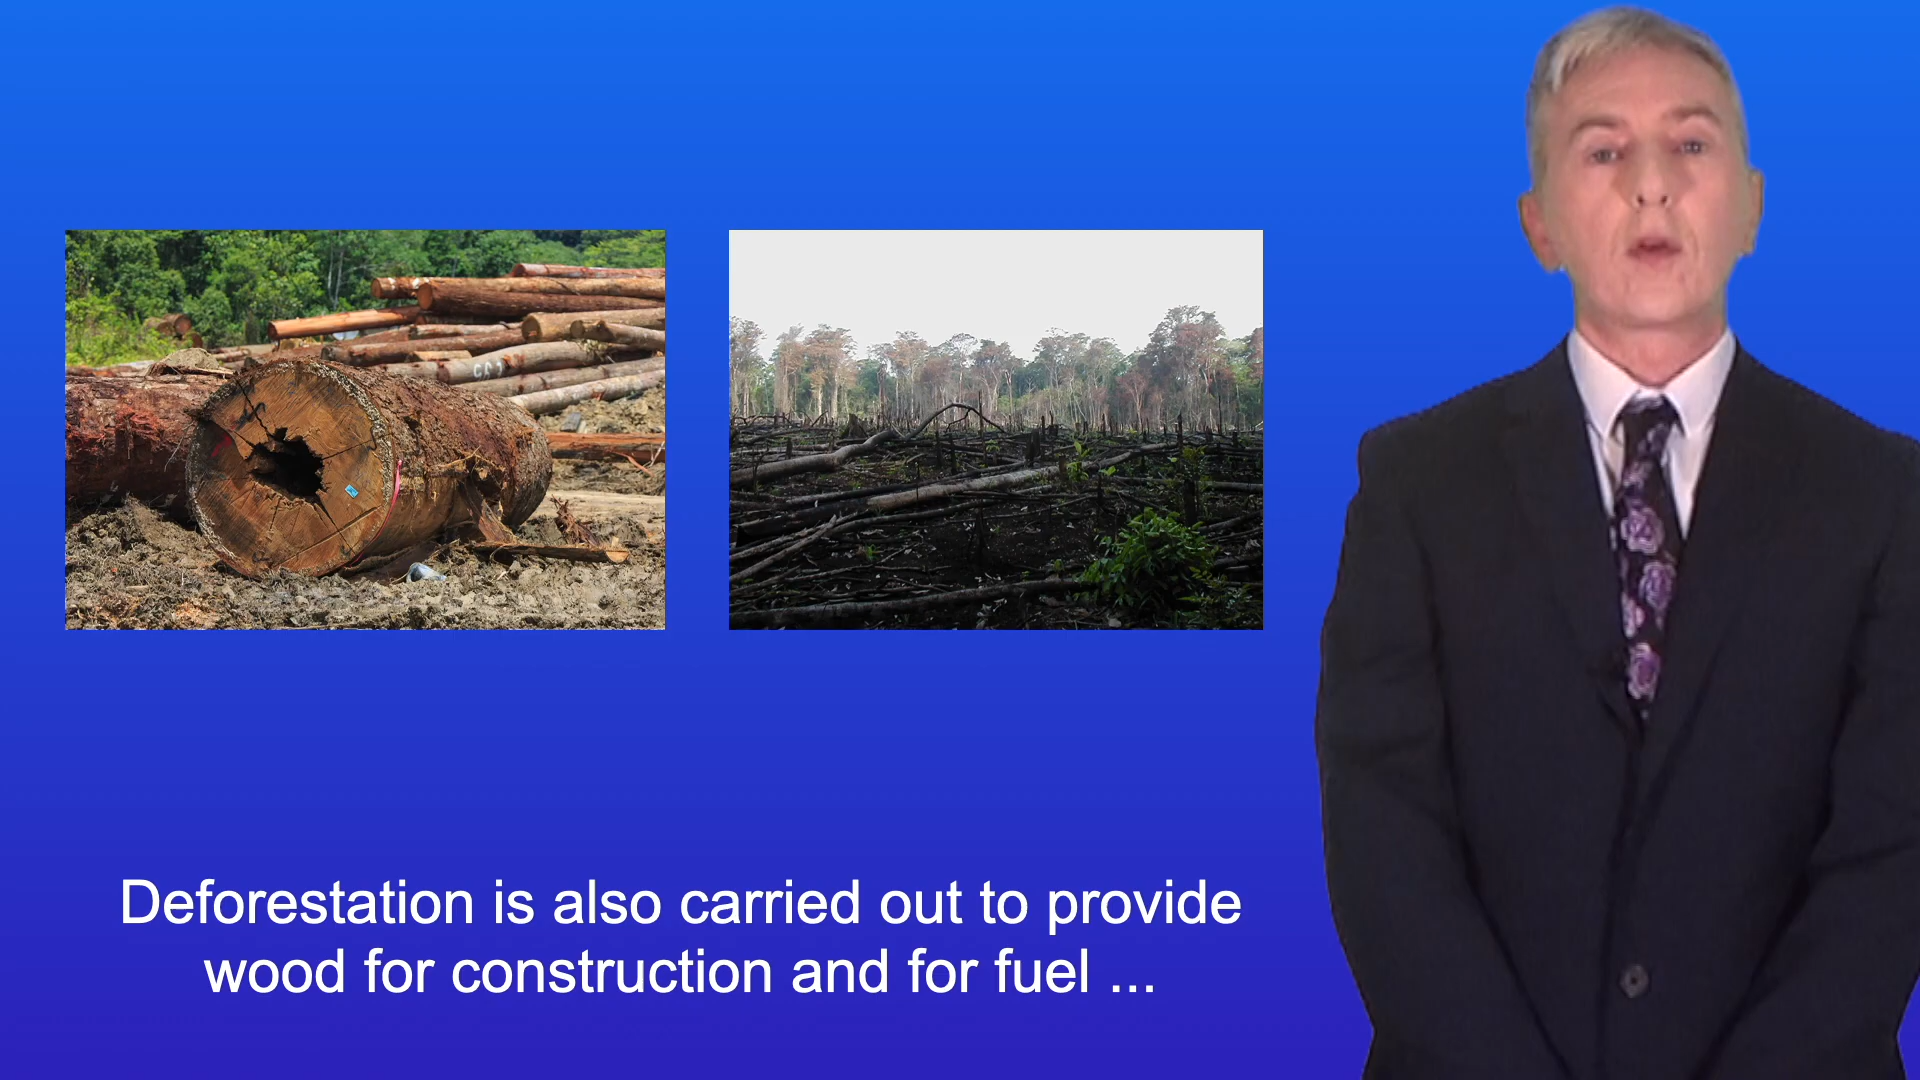 Deforestation is also carried out to provide
wood for construction and for fuel ...